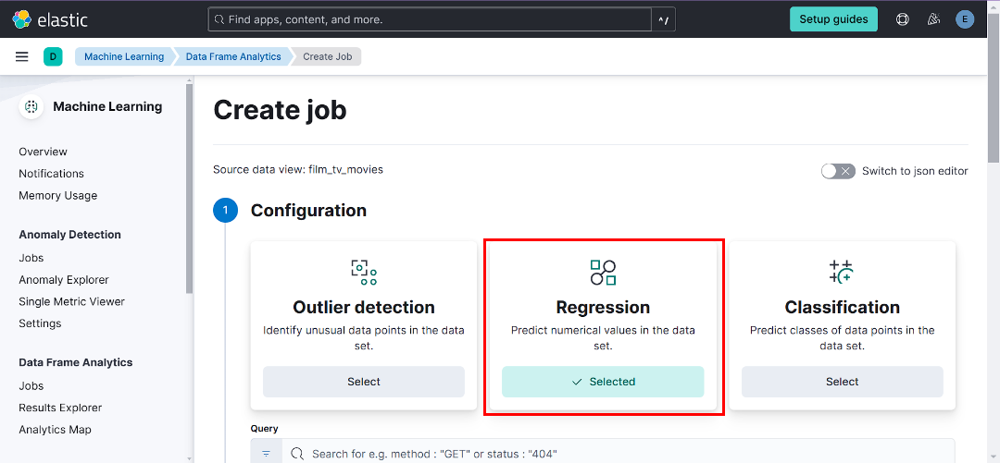 elastic
Find apps, content, and more.
^/
Setup guides
E
D
Machine Learning
Data Frame Analytics
Create Job
Machine Learning
Overview
Notifications
Memory Usage
Anomaly Detection
Jobs
Anomaly Explorer
Single Metric Viewer
Settings
Data Frame Analytics
Jobs
Results Explorer
Analytics Map
Create job
Source data view: film_tv_movies
Switch to json editor
1
Configuration
Outlier detection
Identify unusual data points in the data
set.
Select
Regression
Predict numerical values in the data
set.
Selected
Classification
Predict classes of data points in the
data set.
Select
Query
Search for e.g. method : "GET" or status : "404"